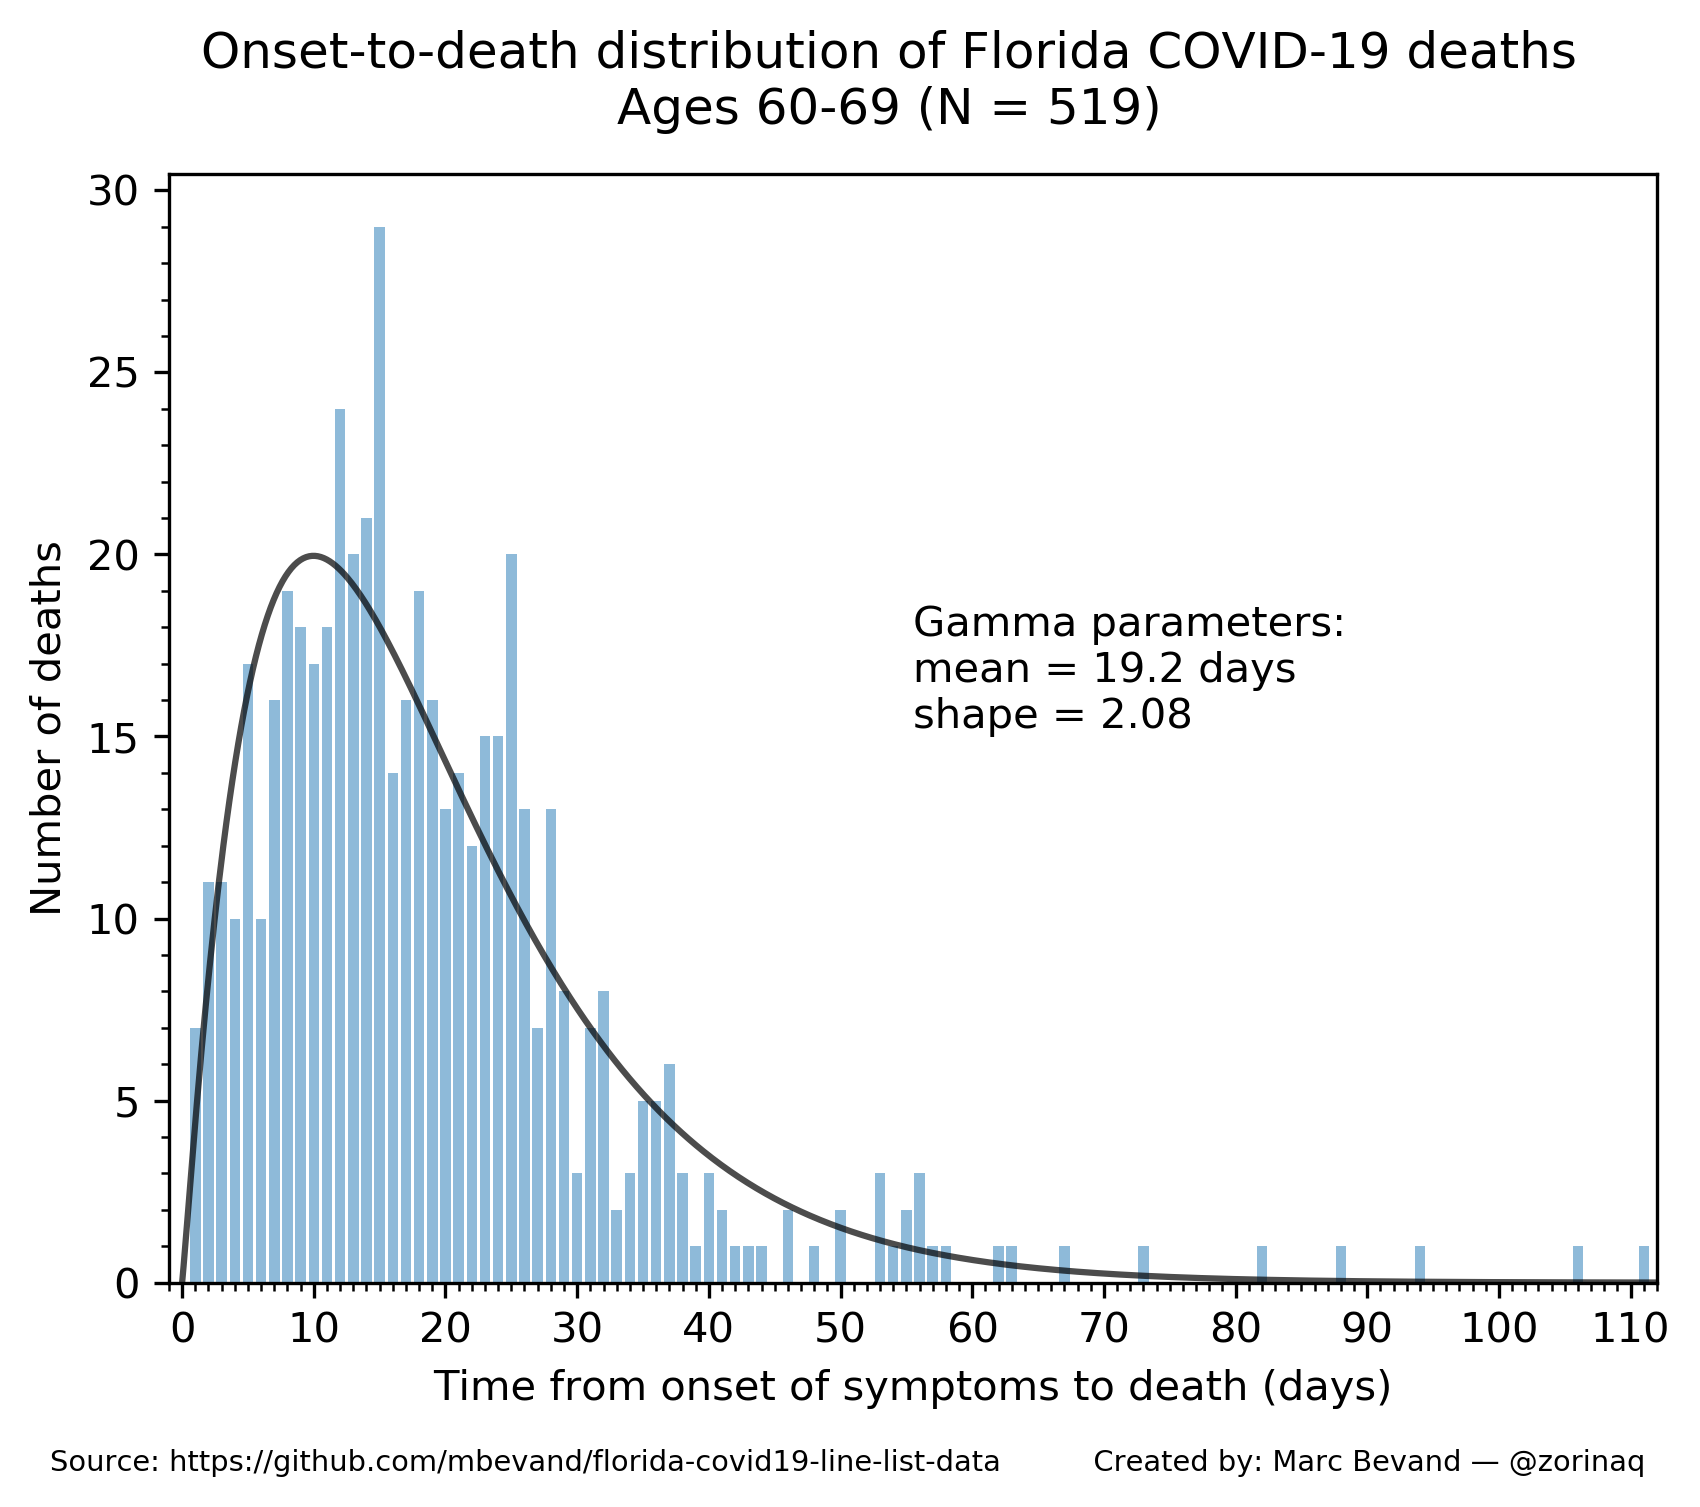 Onset-to-death distribution of Florida COVID-19 deaths
Ages 60-69 (N = 519)
30
25
20
15
10
5
0
Number of deaths
Gamma parameters:
mean = 19.2 days
shape = 2.08
0 10 20 30 40 50 60 70 80 90 100 110
Time from onset of symptoms to death (days)
Source: https://github.com/mbevand/florida-covid19-line-list-data
Created by: Marc Bevand — @zorinaq